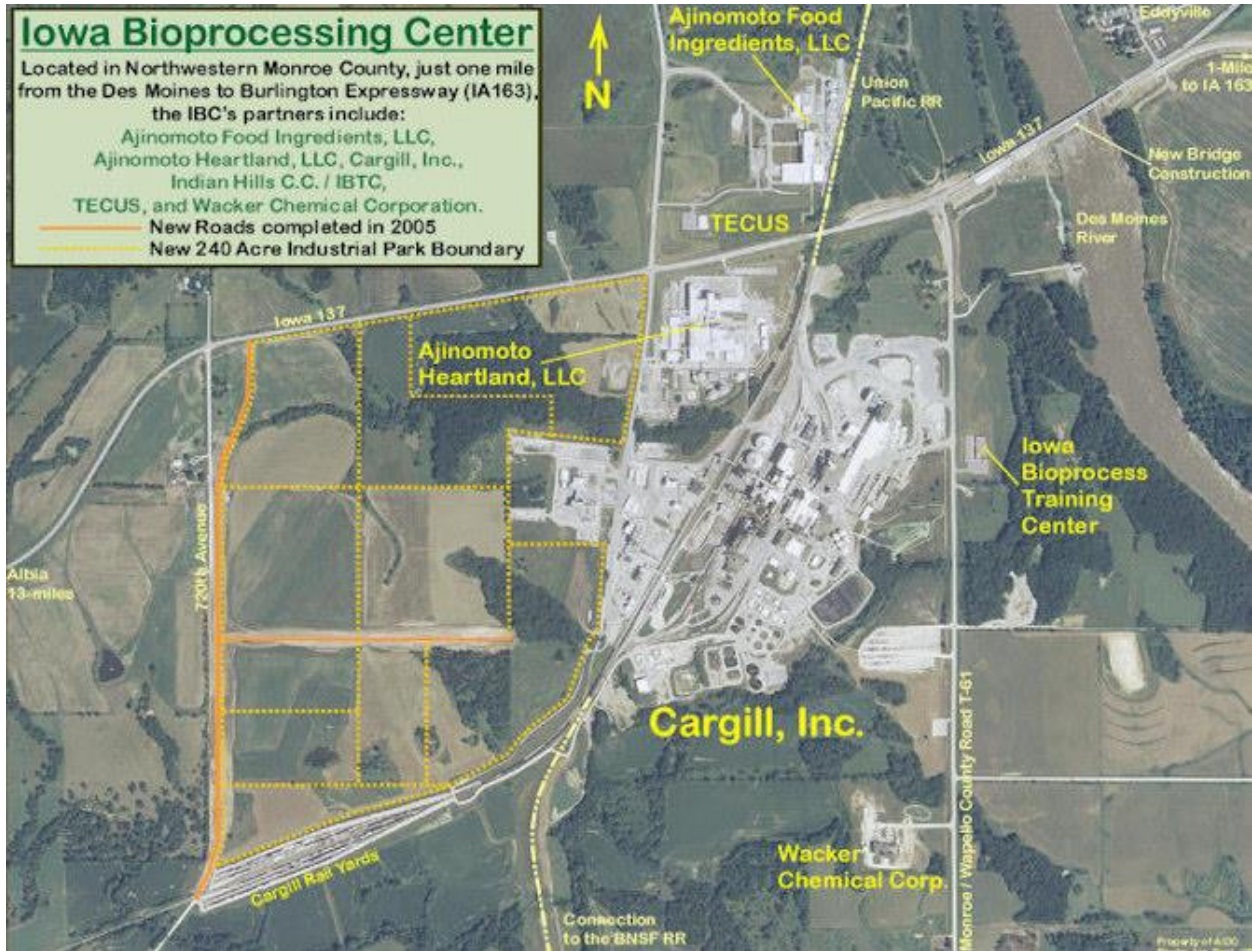 Iowa Bioprocessing Center
Located in Northwestern Monroe County, just one mile
from the Des Moines to Burlington Expressway (IA163),
the IBC's partners include:
Ajinomoto Food Ingredients, LLC,
Ajinomoto Heartland, LLC, Cargill, Inc.,
Indian Hills C.C. / IBTC,
TECUS, and Wacker Chemical Corporation.
New Roads completed in 2005
New 240 Acre Industrial Park Boundary
N
Ajinomoto Food
Ingredients, LLC
Union
Pacific RR
Eddyville
1-Mile
to IA 163
Iowa 137
New Bridge
Construction
Des Moines
River
TECUS
Iowa 137
Ajinomoto
Heartland, LLC
Iowa
Bioprocess
Training
Center
720th Avenue
Albia
13-miles
Cargill, Inc.
Cargill Rail Yards
Wacker
Chemical Corp.
Monroe / Wapello County Road T-61
Connection
to the BNSF RR